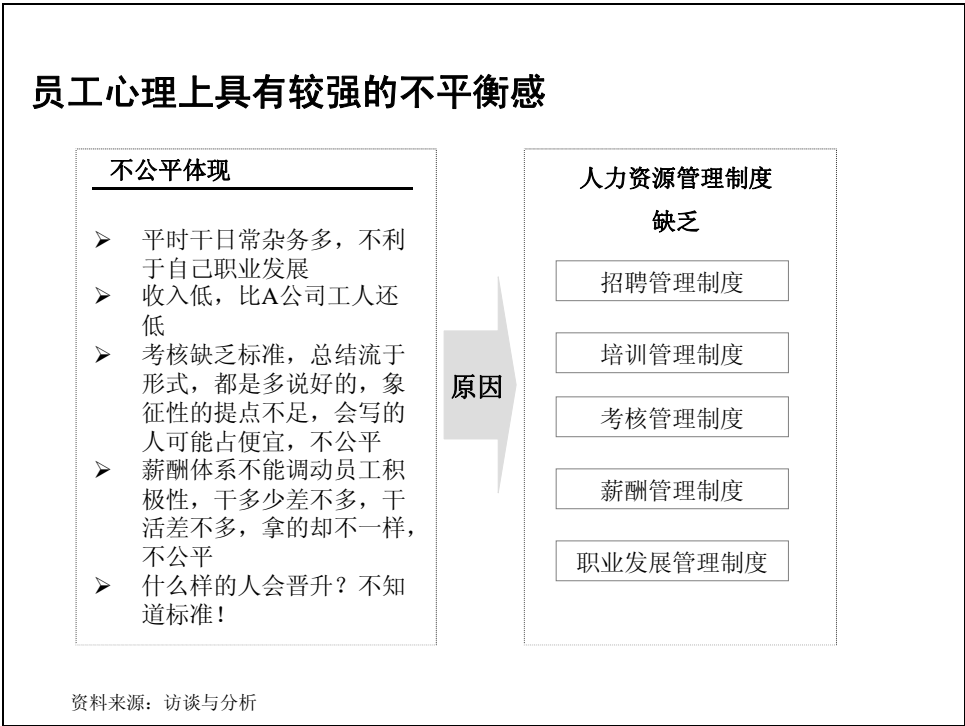 员工心理上具有较强的不平衡感
不公平体现
➢ 平时干日常杂务多，不利
于自己职业发展
➢ 收入低，比A公司工人还
低
➢ 考核缺乏标准，总结流于
形式，都是多说好的，象
征性的提点不足，会写的
人可能占便宜，不公平
➢ 薪酬体系不能调动员工积
极性，干多少差不多，干
活差不多，拿的却不一样，
不公平
➢ 什么样的人会晋升？不知
道标准！
原因
人力资源管理制度
缺乏
招聘管理制度
培训管理制度
考核管理制度
薪酬管理制度
职业发展管理制度
资料来源：访谈与分析